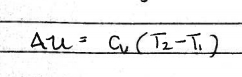 Δu = Cv (T2-T1)